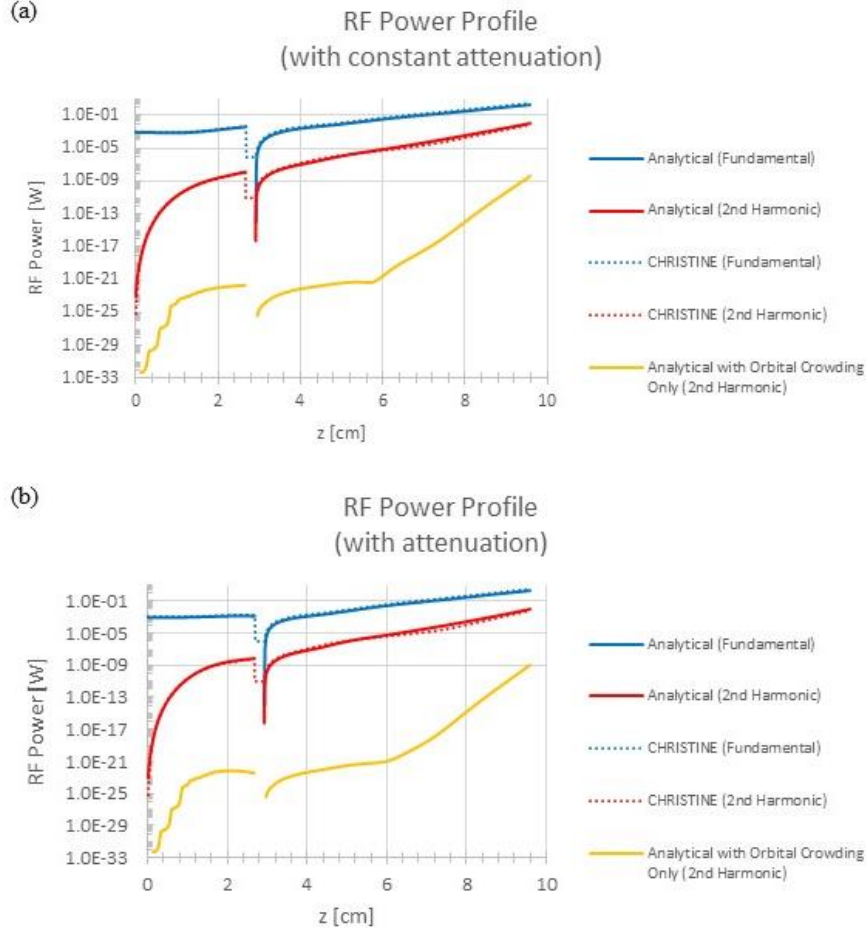 (a)
RF Power Profile
(with constant attenuation)
1.0E-01
1.0E-05
1.0E-09
1.0E-13
1.0E-17
1.0E-21
1.0E-25
1.0E-29
1.0E-33
RF Power [W]
0 2 4 6 8 10
z [cm]
Analytical (Fundamental)
Analytical (2nd Harmonic)
CHRISTINE (Fundamental)
CHRISTINE (2nd Harmonic)
Analytical with Orbital Crowding
Only (2nd Harmonic)
(b)
RF Power Profile
(with attenuation)
1.0E-01
1.0E-05
1.0E-09
1.0E-13
1.0E-17
1.0E-21
1.0E-25
1.0E-29
1.0E-33
RF Power [W]
0 2 4 6 8 10
z [cm]
Analytical (Fundamental)
Analytical (2nd Harmonic)
CHRISTINE (Fundamental)
CHRISTINE (2nd Harmonic)
Analytical with Orbital Crowding
Only (2nd Harmonic)